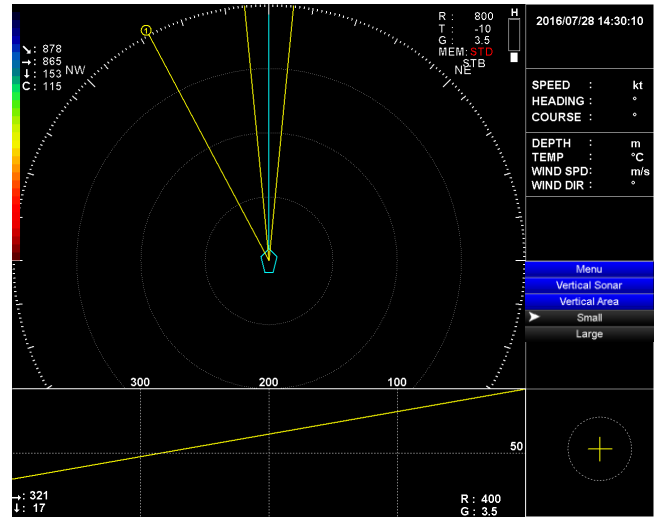 ↘: 878
→: 865
↓: 153
C: 115
NW
1
R : 800
T : -10
G : 3.5
MEM: STD
STB
NE
H
2016/07/28 14:30:10
SPEED : kt
HEADING : °
COURSE : °
DEPTH : m
TEMP : °C
WIND SPD: m/s
WIND DIR : °
Menu
Vertical Sonar
Vertical Area
Small
Large
300 200 100
50
→: 321
↓: 17
R : 400
G : 3.5